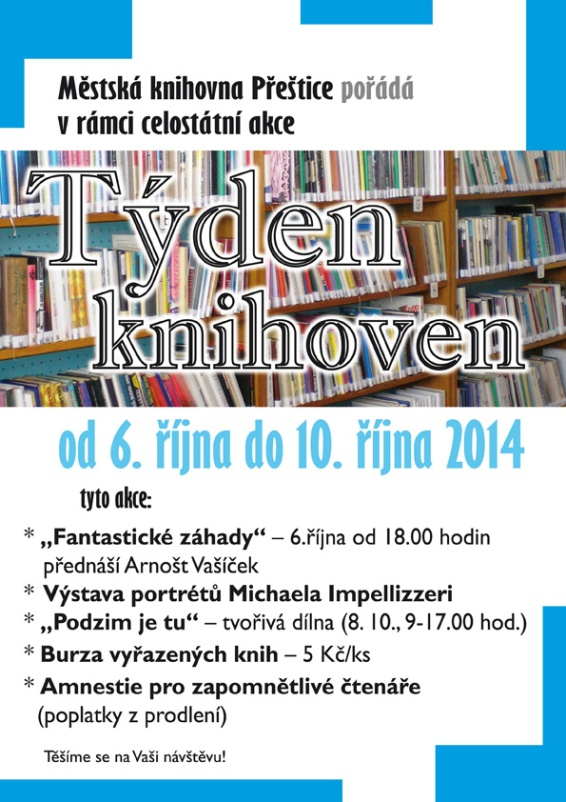 Městská knihovna Přeštice pořádá
v rámci celostátní akce
Týden
knihoven
od 6. října do 10. října 2014
tyto akce:
* „Fantastické záhady“ – 6.října od 18.00 hodin
přednáší Arnošt Vašíček
* Výstava portrétů Michaela Impellizzeri
* „Podzim je tu“ – tvořivá dílna (8. 10., 9-17.00 hod.)
* Burza vyřazených knih – 5 Kč/ks
* Amnestie pro zapomnětlivé čtenáře
(poplatky z prodlení)
Těšíme se na Vaši návštěvu!